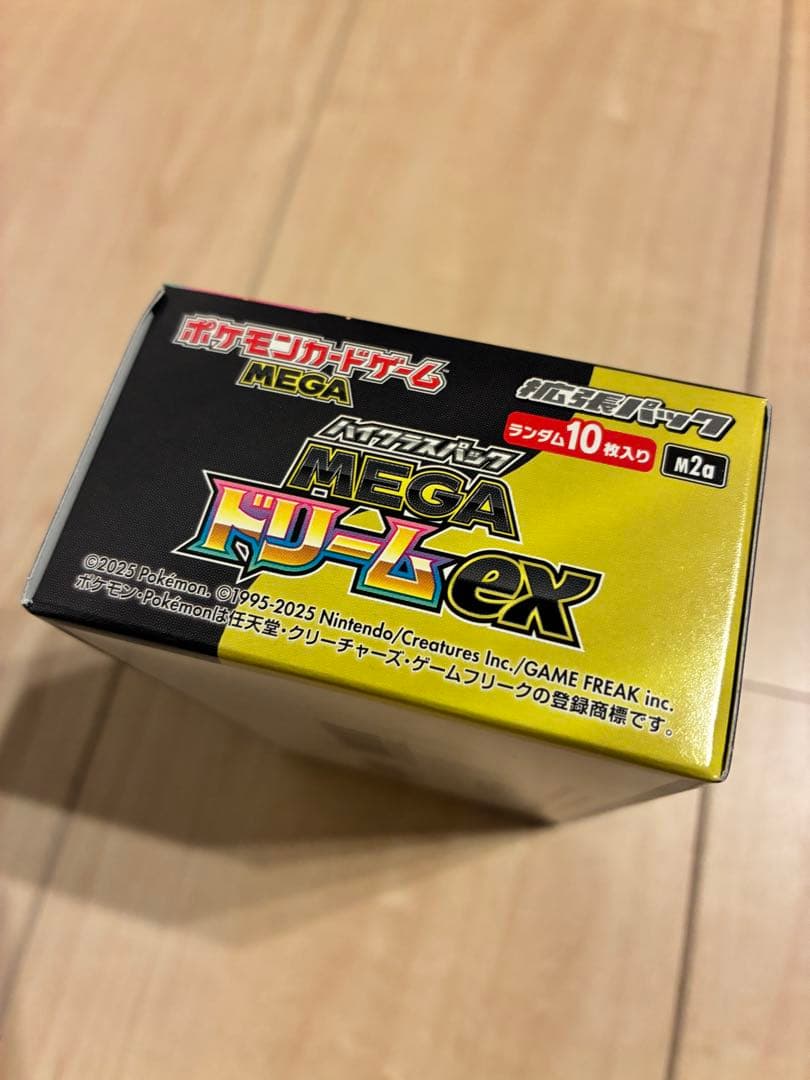 ポケモンカードゲーム
MEGA
拡張パック
ランダム10枚入り
M2a
ハイクラスパック
MEGA
ドリームex
©2025 Pokémon. ©1995-2025 Nintendo/Creatures Inc./GAME FREAK inc.
ポケモン・Pokémonは任天堂・クリーチャーズ・ゲームフリークの登録商標です。